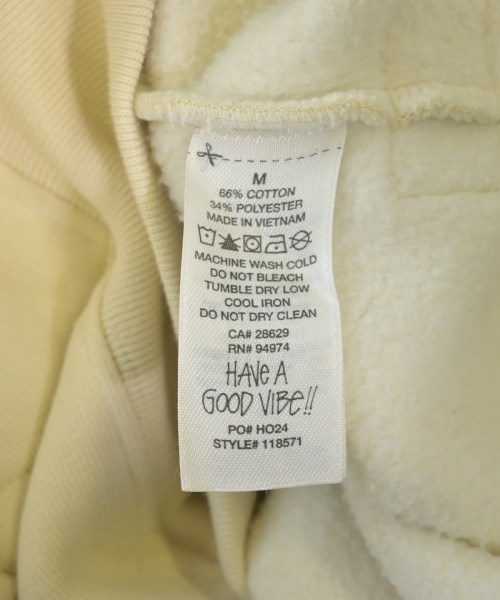 M
66% COTTON
34% POLYESTER
MADE IN VIETNAM
MACHINE WASH COLD
DO NOT BLEACH
TUMBLE DRY LOW
COOL IRON
DO NOT DRY CLEAN
CA# 28629
RN# 94974
HAVE A
GOOD VIBE!!
PO# HO24
STYLE# 118571